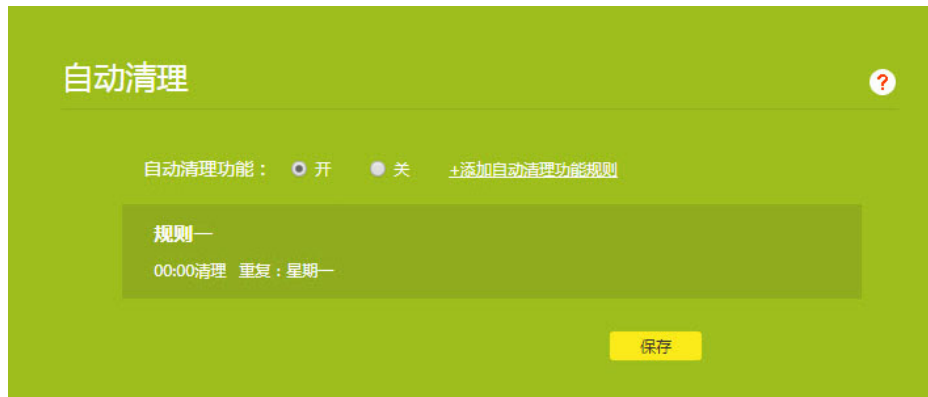 自动清理
?
自动清理功能： 开 关 +添加自动清理功能规则
规则一
00:00清理 重复：星期一
保存